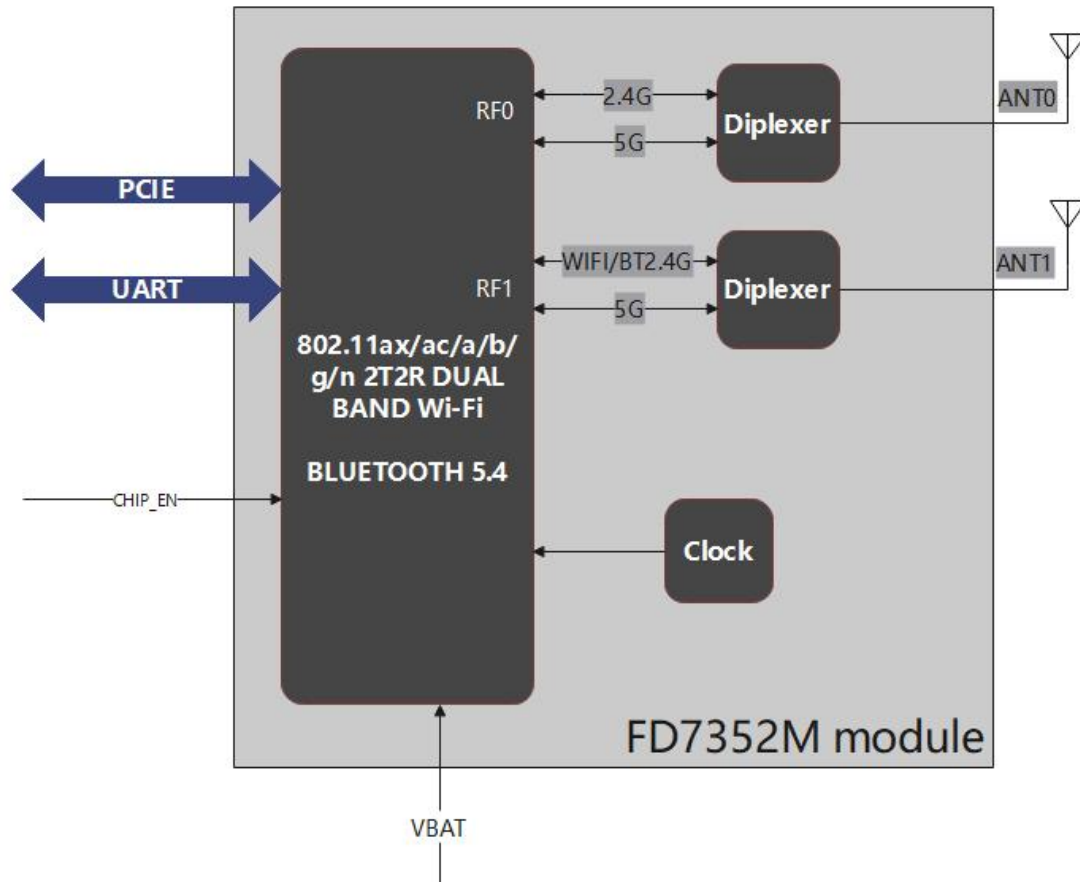 RF0
2.4G
5G
Diplexer
ANT0
PCIE
UART
RF1
WIFI/BT2.4G
5G
Diplexer
ANT1
802.11ax/ac/a/b/
g/n 2T2R DUAL
BAND Wi-Fi
BLUETOOTH 5.4
CHIP_EN
Clock
FD7352M module
VBAT